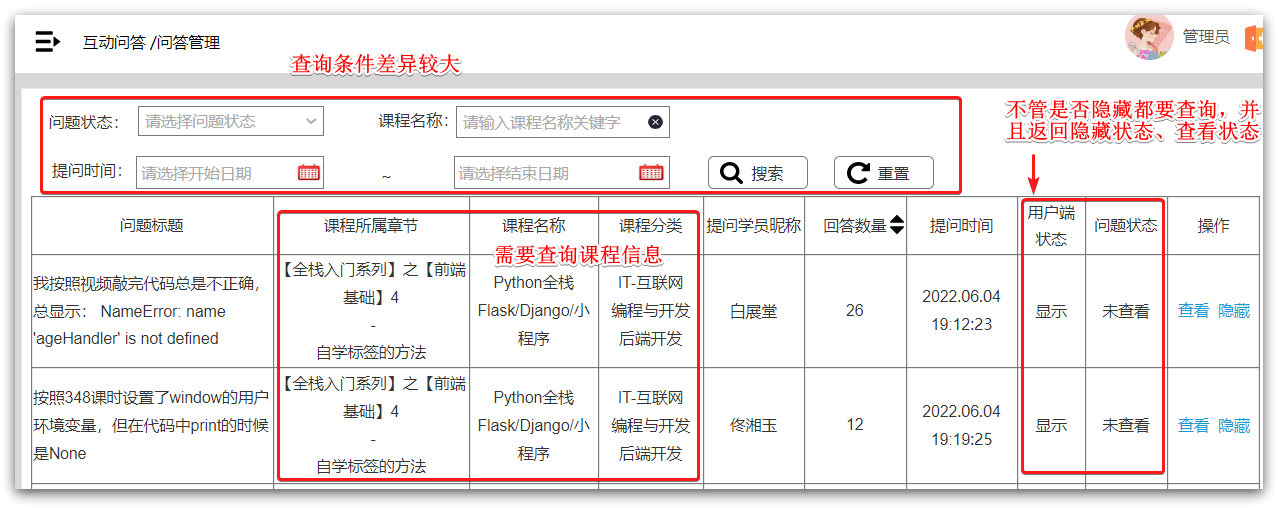 互动问答 /问答管理
管理员
查询条件差异较大
问题状态： 请选择问题状态 课程名称： 请输入课程名称关键字
不管是否隐藏都要查询，并
且返回隐藏状态、查看状态
提问时间： 请选择开始日期 ~ 请选择结束日期 搜索 重置
问题标题 课程所属章节 课程名称 课程分类 提问学员昵称 回答数量 提问时间 用户端
状态 问题状态 操作
需要查询课程信息
我按照视频敲完代码总是不正确，
总显示： NameError: name
'ageHandler' is not defined
【全栈入门系列】之【前端
基础】4
-
自学标签的方法
Python全栈
Flask/Django/小
程序
IT-互联网
编程与开发
后端开发
白展堂
26
2022.06.04
19:12:23
显示
未查看
查看 隐藏
按照348课时设置了window的用户
环境变量，但在代码中print的时候
是None
【全栈入门系列】之【前端
基础】4
-
自学标签的方法
Python全栈
Flask/Django/小
程序
IT-互联网
编程与开发
后端开发
佟湘玉
12
2022.06.04
19:19:25
显示
未查看
查看 隐藏